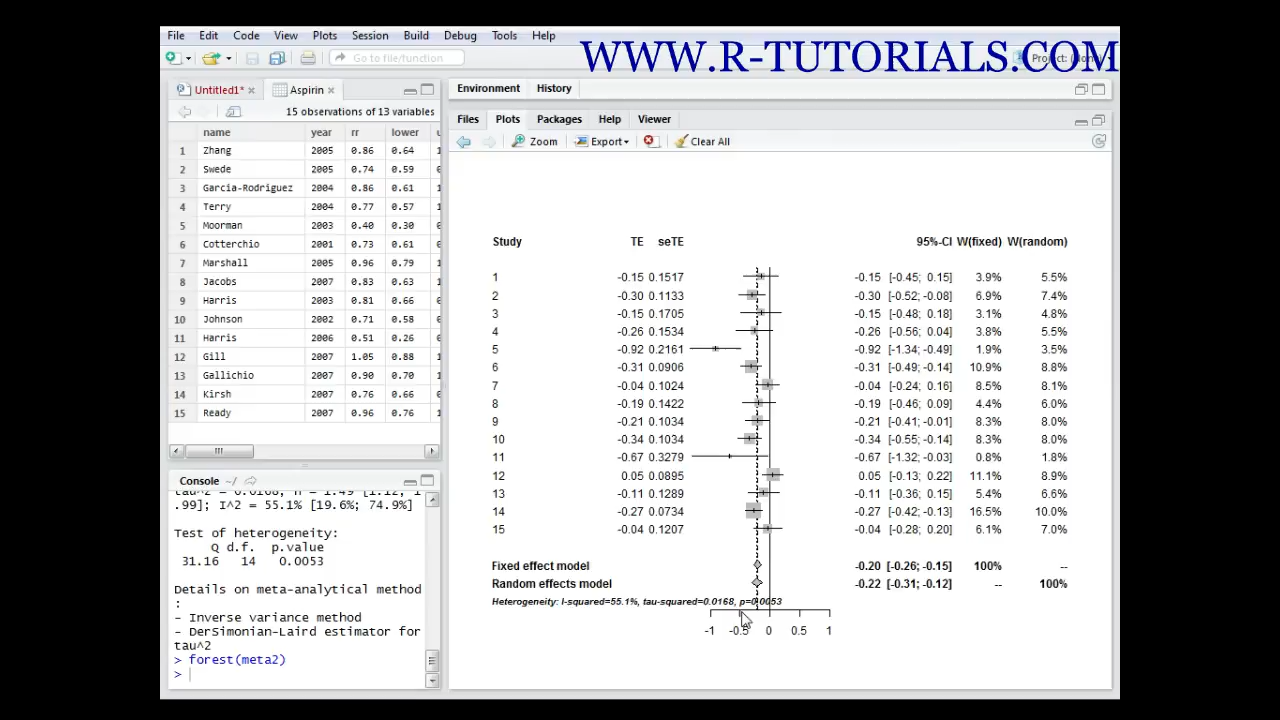 File Edit Code View Plots Session Build Debug Tools Help
WWW.R-TUTORIALS.COM
Go to file/function
Untitled1* Aspirin
15 observations of 13 variables
name year rr lower
1 Zhang 2005 0.86 0.64
2 Swede 2005 0.74 0.59
3 Garcia-Rodriguez 2004 0.86 0.61
4 Terry 2004 0.77 0.57
5 Moorman 2003 0.40 0.30
6 Cotterchio 2001 0.73 0.61
7 Marshall 2005 0.96 0.79
8 Jacobs 2007 0.83 0.63
9 Harris 2003 0.81 0.66
10 Johnson 2002 0.71 0.58
11 Harris 2006 0.51 0.26
12 Gill 2007 1.05 0.88
13 Gallichio 2007 0.90 0.70
14 Kirsh 2007 0.76 0.66
15 Ready 2007 0.96 0.76
Console ~/
.99]; I^2 = 55.1% [19.6%; 74.9%]
Test of heterogeneity:
Q d.f. p.value
31.16 14 0.0053
Details on meta-analytical method
:
- Inverse variance method
- DerSimonian-Laird estimator for
tau^2
> forest(meta2)
>
Environment History
Files Plots Packages Help Viewer
Zoom Export Clear All
Study TE seTE 95%-CI W(fixed) W(random)
1 -0.15 0.1517 -0.15 [-0.45; 0.15] 3.9% 5.5%
2 -0.30 0.1133 -0.30 [-0.52; -0.08] 6.9% 7.4%
3 -0.15 0.1705 -0.15 [-0.48; 0.18] 3.1% 4.8%
4 -0.26 0.1534 -0.26 [-0.56; 0.04] 3.8% 5.5%
5 -0.92 0.2161 -0.92 [-1.34; -0.49] 1.9% 3.5%
6 -0.31 0.0906 -0.31 [-0.49; -0.14] 10.9% 8.8%
7 -0.04 0.1024 -0.04 [-0.24; 0.16] 8.5% 8.1%
8 -0.19 0.1422 -0.19 [-0.46; 0.09] 4.4% 6.0%
9 -0.21 0.1034 -0.21 [-0.41; -0.01] 8.3% 8.0%
10 -0.34 0.1034 -0.34 [-0.55; -0.14] 8.3% 8.0%
11 -0.67 0.3279 -0.67 [-1.32; -0.03] 0.8% 1.8%
12 0.05 0.0895 0.05 [-0.13; 0.22] 11.1% 8.9%
13 -0.11 0.1289 -0.11 [-0.36; 0.15] 5.4% 6.6%
14 -0.27 0.0734 -0.27 [-0.42; -0.13] 16.5% 10.0%
15 -0.04 0.1207 -0.04 [-0.28; 0.20] 6.1% 7.0%
Fixed effect model -0.20 [-0.26; -0.15] 100% --
Random effects model -0.22 [-0.31; -0.12] -- 100%
Heterogeneity: I-squared=55.1%, tau-squared=0.0168, p=0.0053
-1 -0.5 0 0.5 1